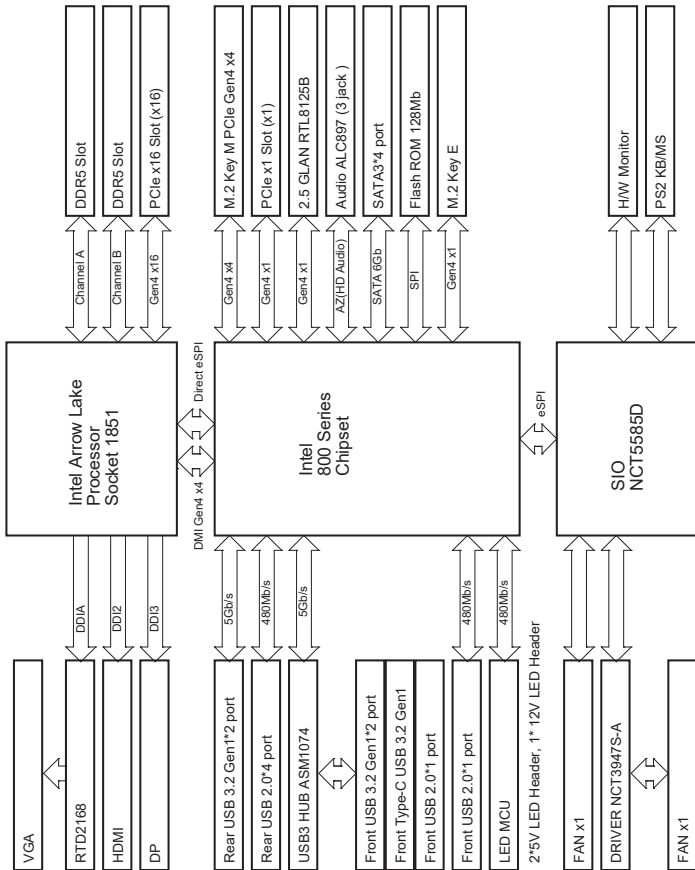 VGA
RTD2168
HDMI
DP
DDIA
DDI2
DDI3
Intel Arrow Lake
Processor
Socket 1851
Channel A
Channel B
Gen4 x16
DDR5 Slot
DDR5 Slot
PCIe x16 Slot (x16)
DMI Gen4 x4
Direct eSPI
Rear USB 3.2 Gen1*2 port
Rear USB 2.0*4 port
USB3 HUB ASM1074
Front USB 3.2 Gen1*2 port
Front Type-C USB 3.2 Gen1
Front USB 2.0*1 port
Front USB 2.0*1 port
LED MCU
2*5V LED Header, 1* 12V LED Header
5Gb/s
480Mb/s
5Gb/s
480Mb/s
480Mb/s
Intel
800 Series
Chipset
Gen4 x4
Gen4 x1
Gen4 x1
AZ(HD Audio)
SATA 6Gb
SPI
Gen4 x1
M.2 Key M PCIe Gen4 x4
PCIe x1 Slot (x1)
2.5 GLAN RTL8125B
Audio ALC897 (3 jack )
SATA3*4 port
Flash ROM 128Mb
M.2 Key E
eSPI
FAN x1
DRIVER NCT3947S-A
FAN x1
SIO
NCT5585D
H/W Monitor
PS2 KB/MS